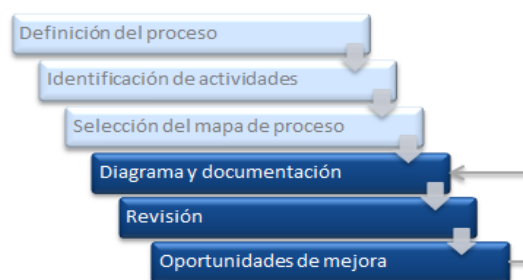 Definición del proceso
Identificación de actividades
Selección del mapa de proceso
Diagrama y documentación
Revisión
Oportunidades de mejora